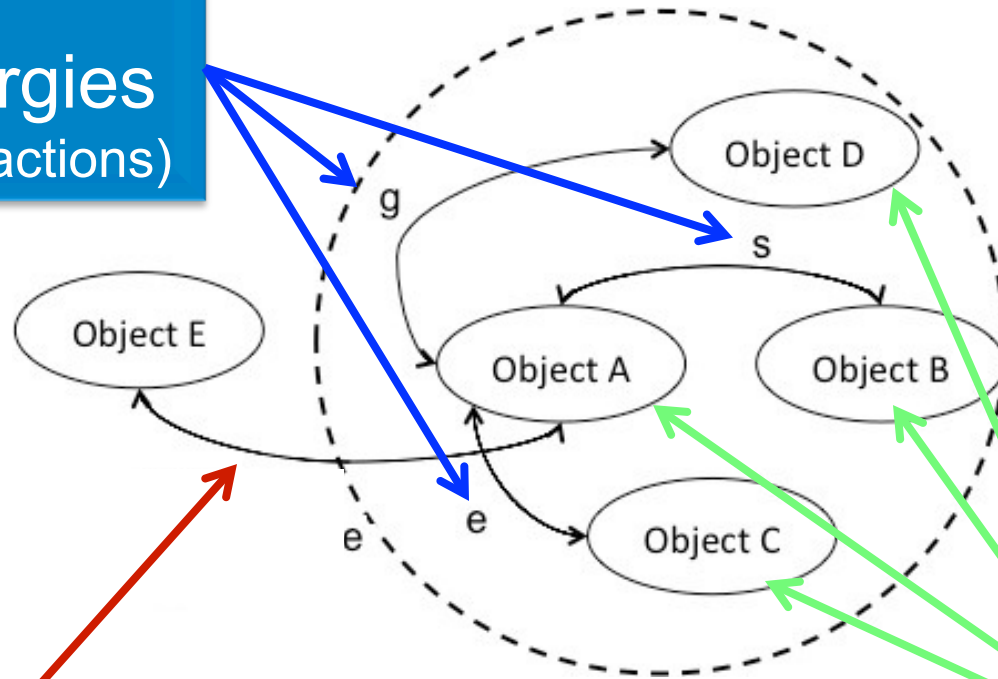 rgies
actions)
Object D
g
s
Object E
Object A
Object B
e
e
Object C